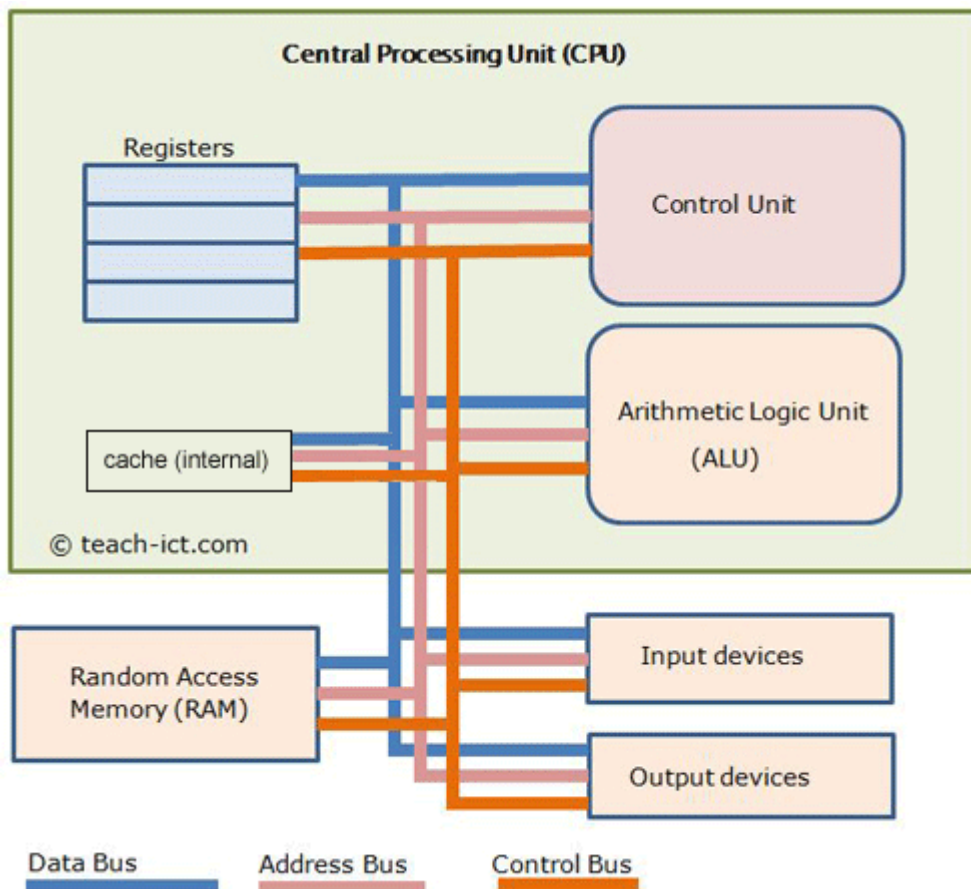 Central Processing Unit (CPU)
Registers
Control Unit
Arithmetic Logic Unit
(ALU)
cache (internal)
© teach-ict.com
Random Access
Memory (RAM)
Input devices
Output devices
Data Bus
Address Bus
Control Bus